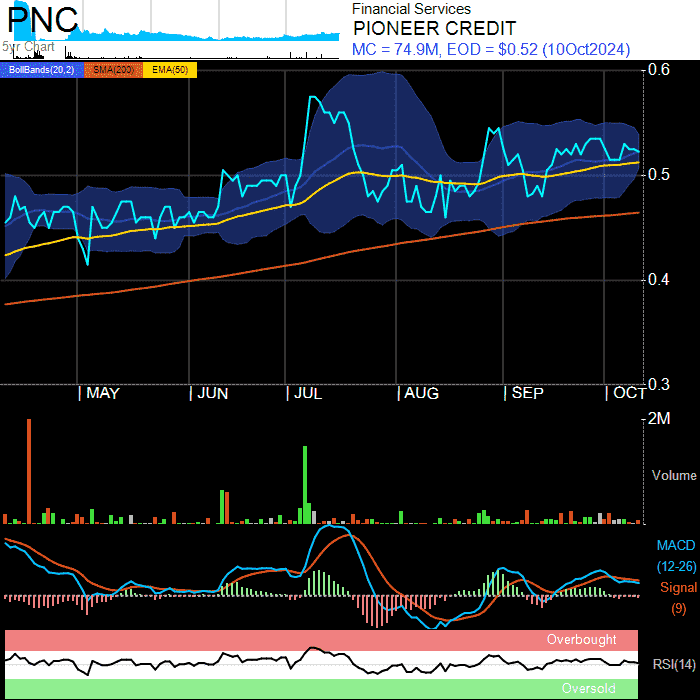 PNC
5yr Chart
Financial Services
PIONEER CREDIT
MC = 74.9M, EOD = $0.52 (10Oct2024)
BollBands(20,2) SMA(200) EMA(50)
0.6
0.5
0.4
0.3
| MAY | JUN | JUL | AUG | SEP | OCT
2M
Volume
MACD
(12-26)
Signal
(9)
Overbought
RSI(14)
Oversold